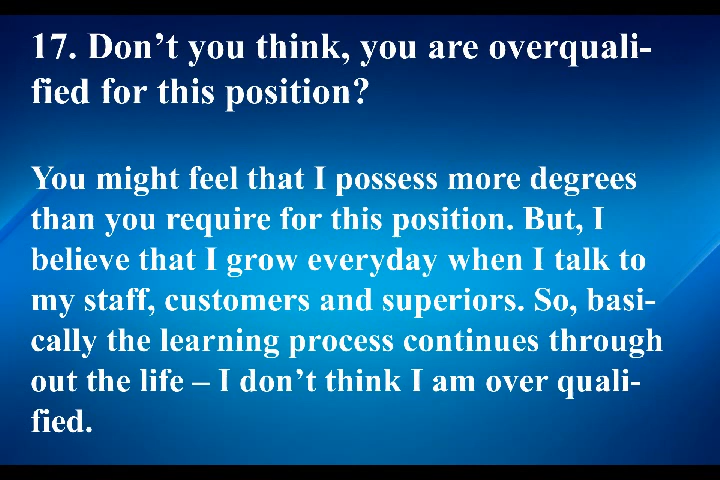 17. Don’t you think, you are overquali-
fied for this position?
You might feel that I possess more degrees
than you require for this position. But, I
believe that I grow everyday when I talk to
my staff, customers and superiors. So, basi-
cally the learning process continues through
out the life – I don’t think I am over quali-
fied.